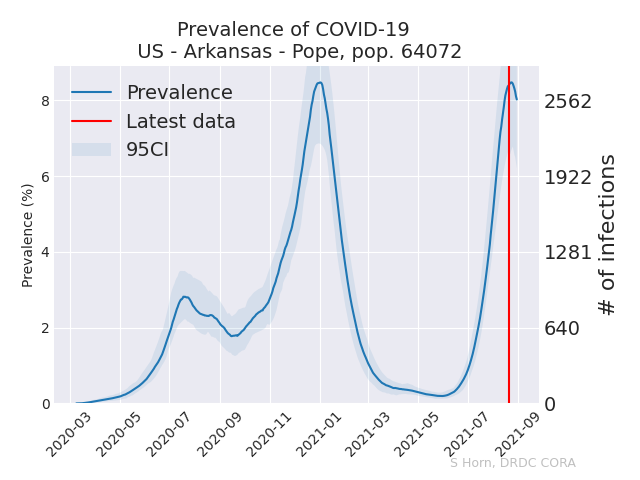 Prevalence of COVID-19
US - Arkansas - Pope, pop. 64072
Prevalence
Latest data
95CI
Prevalence (%)
8
6
4
2
0
2562
1922
1281
640
0
# of infections
2020-03
2020-05
2020-07
2020-09
2020-11
2021-01
2021-03
2021-05
2021-07
2021-09
S Horn, DRDC CORA